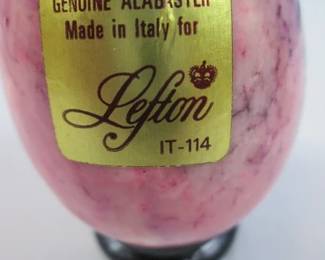 GENUINE ALABASTER
Made in Italy for
Lefton
IT-114